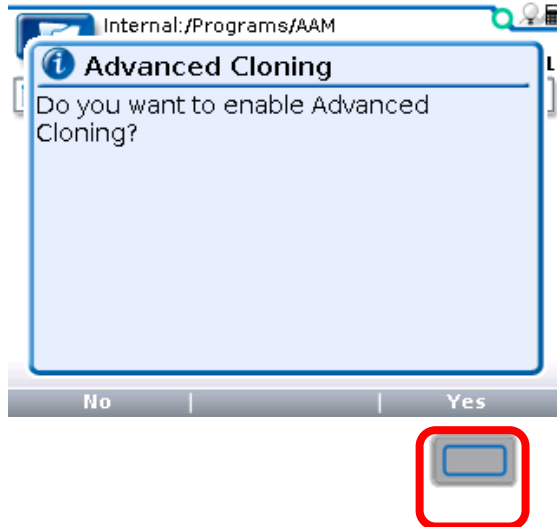 Internal:/Programs/AAM
Advanced Cloning
Do you want to enable Advanced
Cloning?
No
Yes